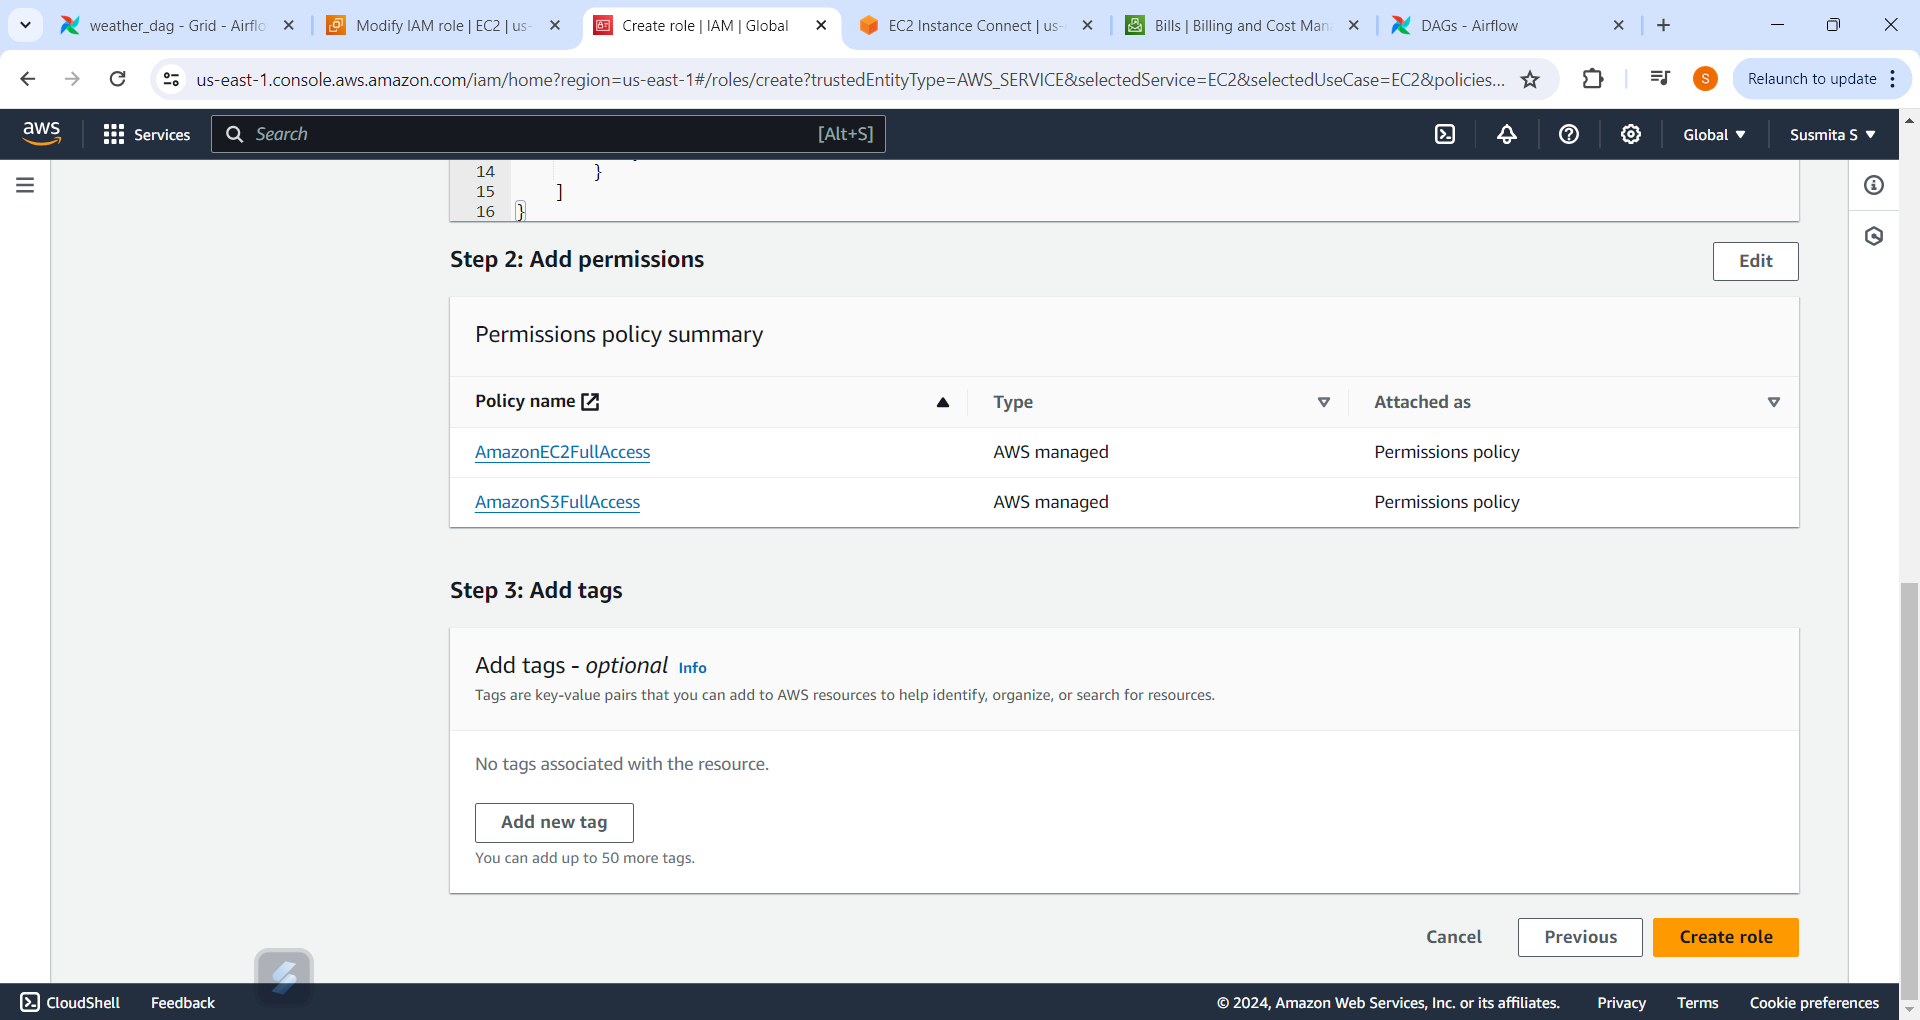 weather_dag - Grid - Airflo
Modify IAM role | EC2 | us-
Create role | IAM | Global
EC2 Instance Connect | us-
Bills | Billing and Cost Man
DAGs - Airflow
us-east-1.console.aws.amazon.com/iam/home?region=us-east-1#/roles/create?trustedEntityType=AWS_SERVICE&selectedService=EC2&selectedUseCase=EC2&policies...
S
Relaunch to update
aws
Services
Search
[Alt+S]
Global
Susmita S
14 }
15 ]
16 }
Step 2: Add permissions
Edit
Permissions policy summary
Policy name Type Attached as
AmazonEC2FullAccess AWS managed Permissions policy
AmazonS3FullAccess AWS managed Permissions policy
Step 3: Add tags
Add tags - optional Info
Tags are key-value pairs that you can add to AWS resources to help identify, organize, or search for resources.
No tags associated with the resource.
Add new tag
You can add up to 50 more tags.
Cancel
Previous
Create role
CloudShell
Feedback
© 2024, Amazon Web Services, Inc. or its affiliates.
Privacy
Terms
Cookie preferences